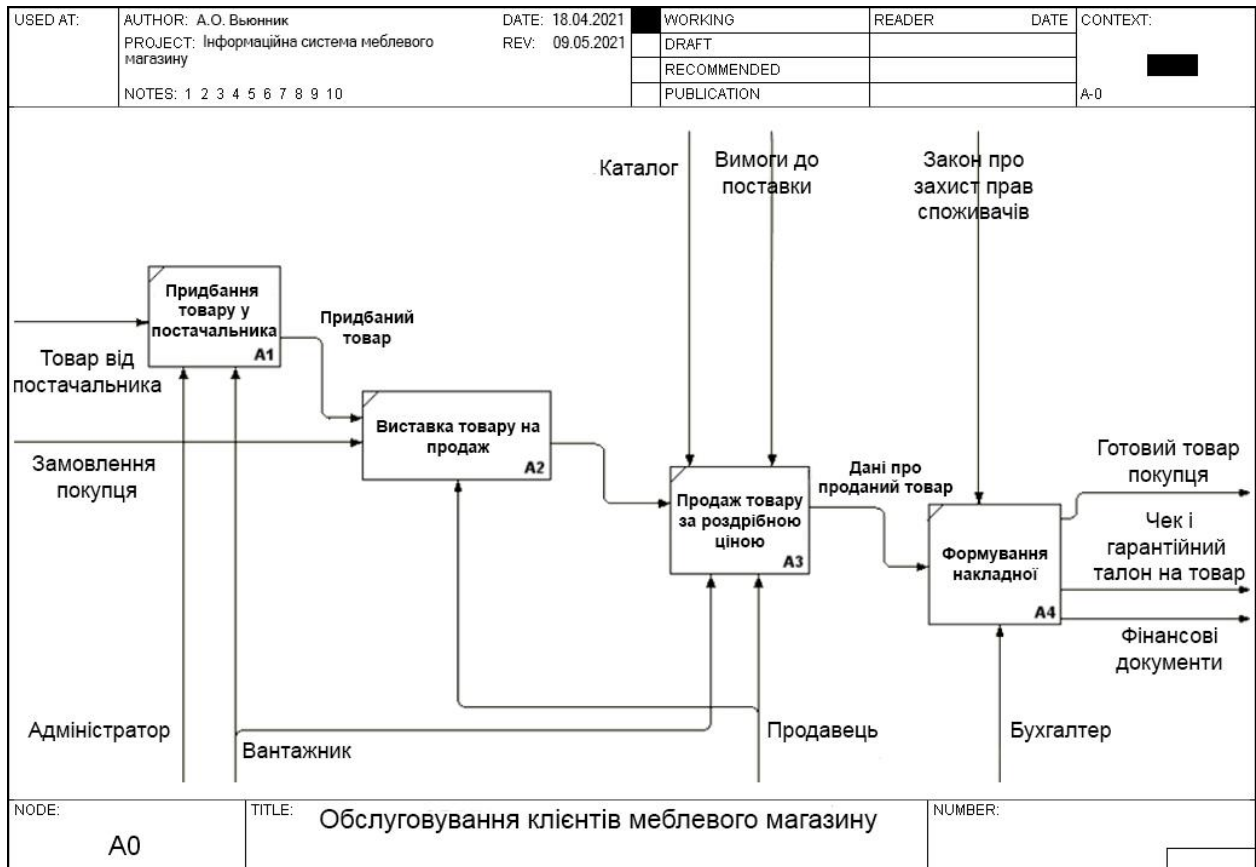 USED AT:
AUTHOR: А.О. Вьюнник
DATE: 18.04.2021
PROJECT: Інформаційна система меблевого
магазину
REV: 09.05.2021
NOTES: 1 2 3 4 5 6 7 8 9 10
WORKING
DRAFT
RECOMMENDED
PUBLICATION
READER
DATE
CONTEXT:
A-0
Каталог
Вимоги до
поставки
Закон про
захист прав
споживачів
Придбання
товару у
постачальника
A1
Придбаний
товар
Товар від
постачальника
Виставка товару на
продаж
A2
Замовлення
покупця
Продаж товару
за роздрібною
ціною
A3
Дані про
проданий товар
Формування
накладної
A4
Готовий товар
покупця
Чек і
гарантійний
талон на товар
Фінансові
документи
Адміністратор
Вантажник
Продавець
Бухгалтер
NODE:
A0
TITLE:
Обслуговування клієнтів меблевого магазину
NUMBER: